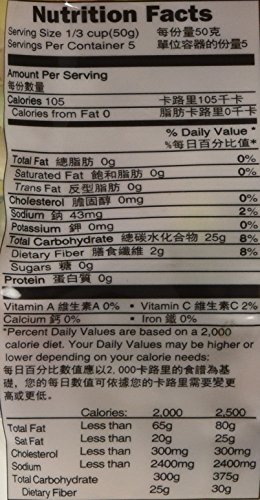 Nutrition Facts
Serving Size 1/3 cup(50g) 每份量50克
Servings Per Container 5 單位容器的份量5
Amount Per Serving
每份數量
Calories 105 卡路里105千卡
Calories from Fat 0 脂肪卡路里0千卡
% Daily Value *
%每日百分比值*
Total Fat 總脂肪 0g 0%
Saturated Fat 飽和脂肪 0g 0%
Trans Fat 反型脂肪 0g
Cholesterol 膽固醇 0mg 0%
Sodium 鈉 43mg 2%
Potassium 鉀 0mg 0%
Total Carbohydrate 總碳水化合物 25g 8%
Dietary Fiber 膳食纖維 2g 8%
Sugars 糖 0g
Protein 蛋白質 0g
Vitamin A 維生素A 0% • Vitamin C 維生素C 2%
Calcium 鈣 0% • Iron 鐵 0%
*Percent Daily Values are based on a 2,000
calorie diet. Your Daily Values may be higher or
lower depending on your calorie needs:
每日百分比數值應以2,000卡路里的食譜為基
礎，您的每日數值可依據您的卡路里需要變更
高或更低。
Calories: 2,000 2,500
Total Fat Less than 65g 80g
Sat Fat Less than 20g 25g
Cholesterol Less than 300mg 300mg
Sodium Less than 2400mg 2400mg
Total Carbohydrate 300g 375g
Dietary Fiber 25g 30g